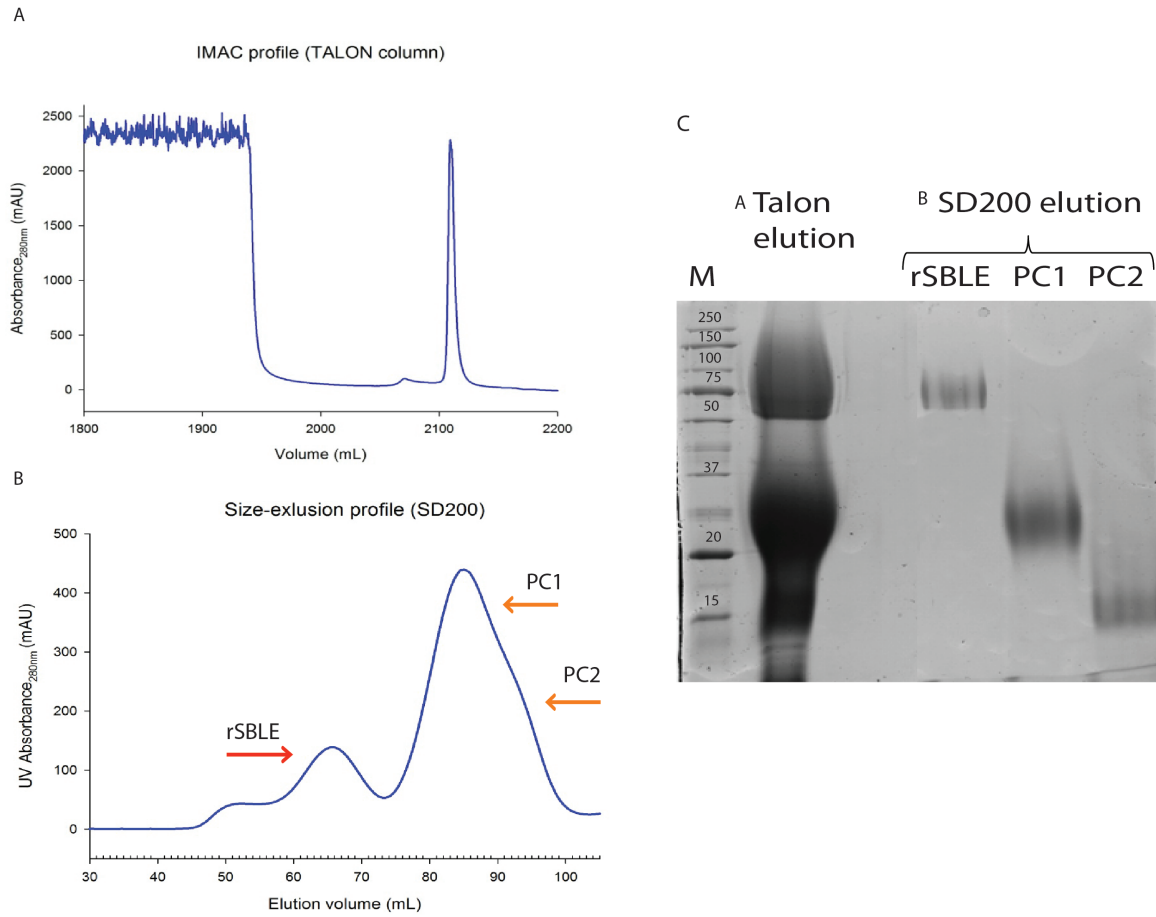 A
IMAC profile (TALON column)
2500
2000
1500
1000
500
0
Absorbance280nm (mAU)
1800
1900
2000
2100
2200
Volume (mL)
B
Size-exlusion profile (SD200)
500
400
300
200
100
0
UV Absorbance280nm (mAU)
PC1
PC2
rSBLE
30
40
50
60
70
80
90
100
Elution volume (mL)
C
A Talon
elution
B SD200 elution
M
rSBLE
PC1
PC2
250
150
100
75
50
37
20
15